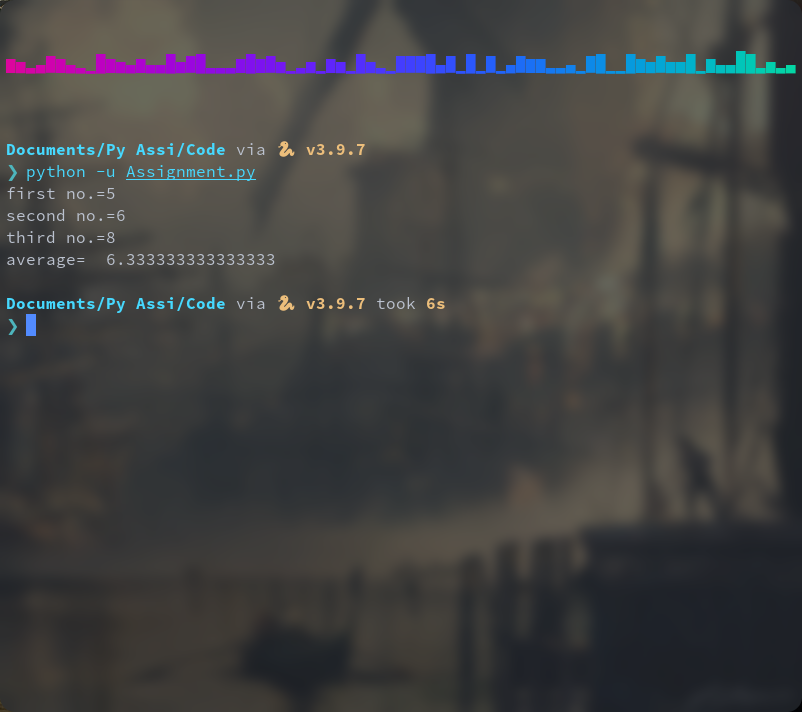 Documents/Py Assi/Code via 🐍 v3.9.7
❯ python -u Assignment.py
first no.=5
second no.=6
third no.=8
average=  6.333333333333333
Documents/Py Assi/Code via 🐍 v3.9.7 took 6s
❯